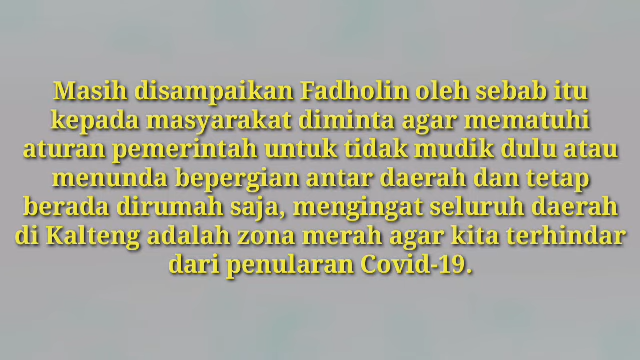 Masih disampaikan Fadholin oleh sebab itu
kepada masyarakat diminta agar mematuhi
aturan pemerintah untuk tidak mudik dulu atau
menunda bepergian antar daerah dan tetap
berada dirumah saja, mengingat seluruh daerah
di Kalteng adalah zona merah agar kita terhindar
dari penularan Covid-19.